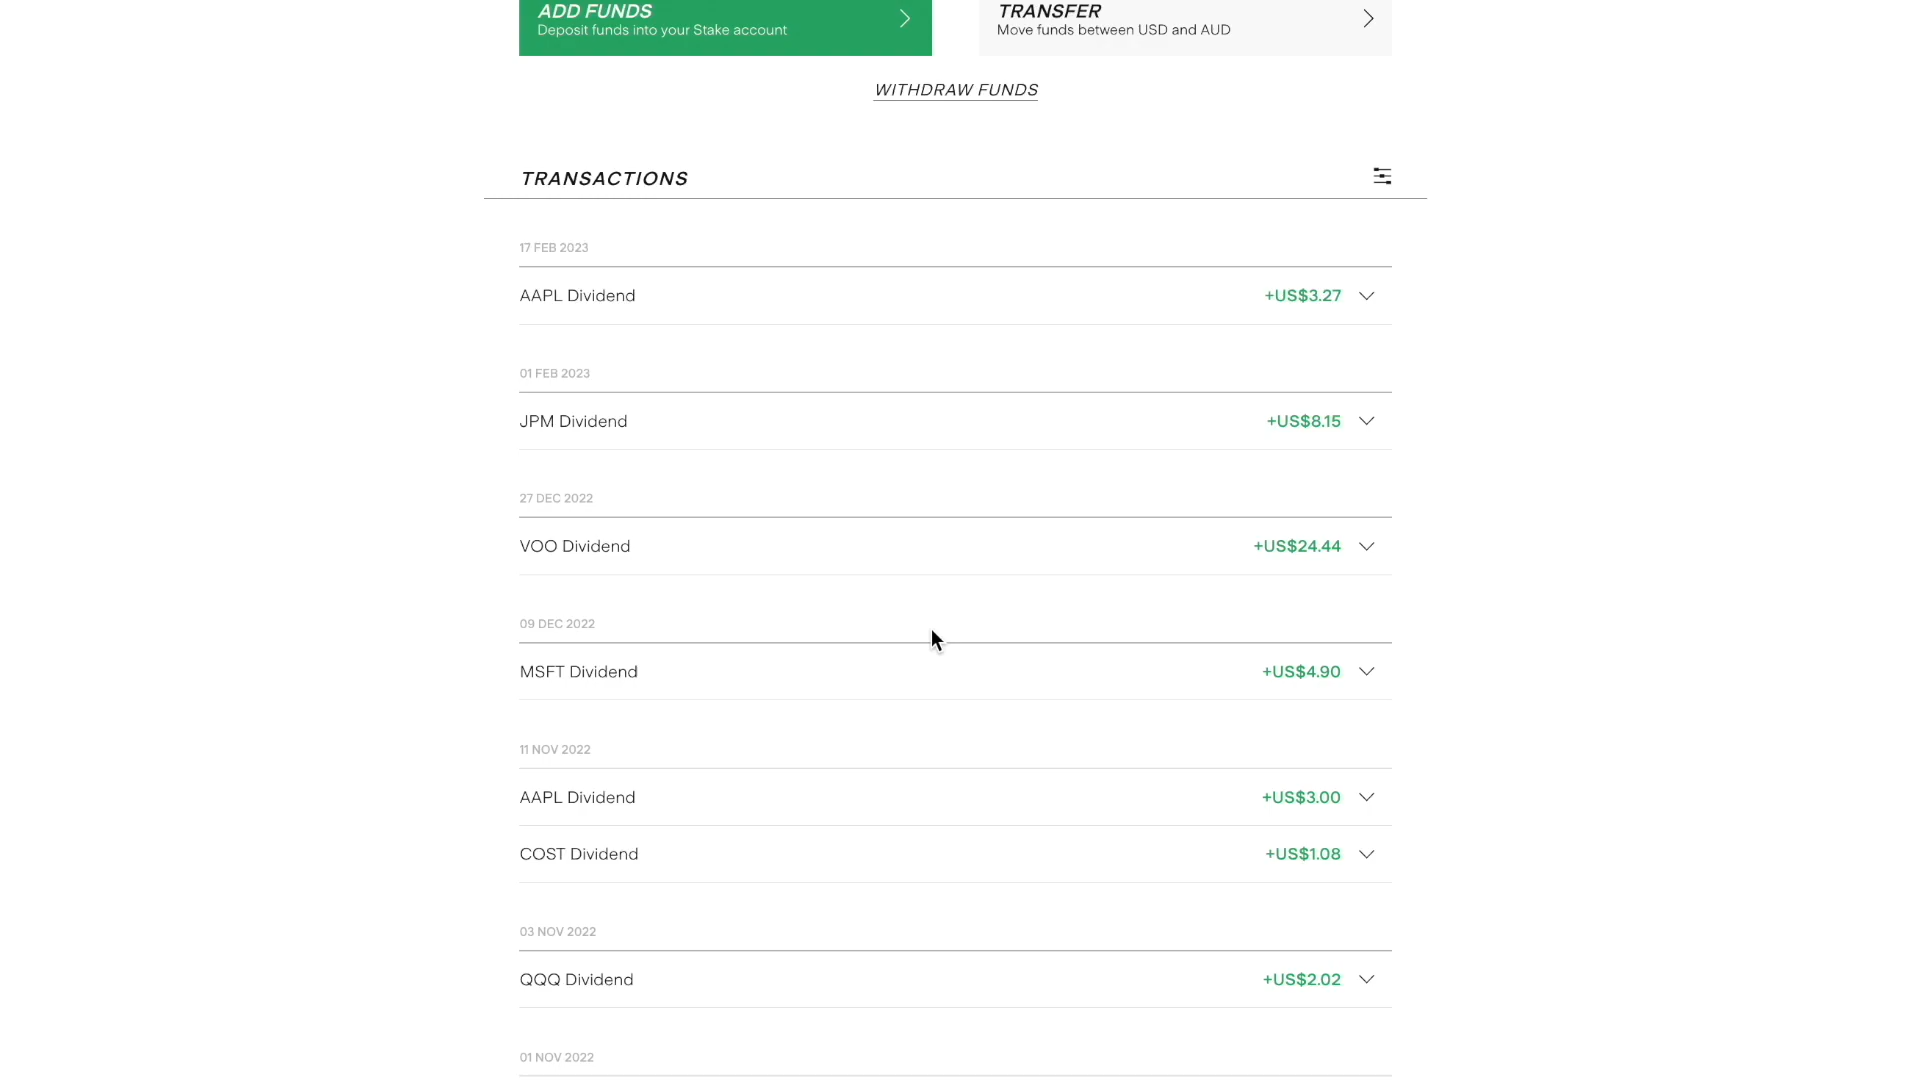 ADD FUNDS
Deposit funds into your Stake account
TRANSFER
Move funds between USD and AUD
WITHDRAW FUNDS
TRANSACTIONS
17 FEB 2023
AAPL Dividend +US$3.27
01 FEB 2023
JPM Dividend +US$8.15
27 DEC 2022
VOO Dividend +US$24.44
09 DEC 2022
MSFT Dividend +US$4.90
11 NOV 2022
AAPL Dividend +US$3.00
COST Dividend +US$1.08
03 NOV 2022
QQQ Dividend +US$2.02
01 NOV 2022